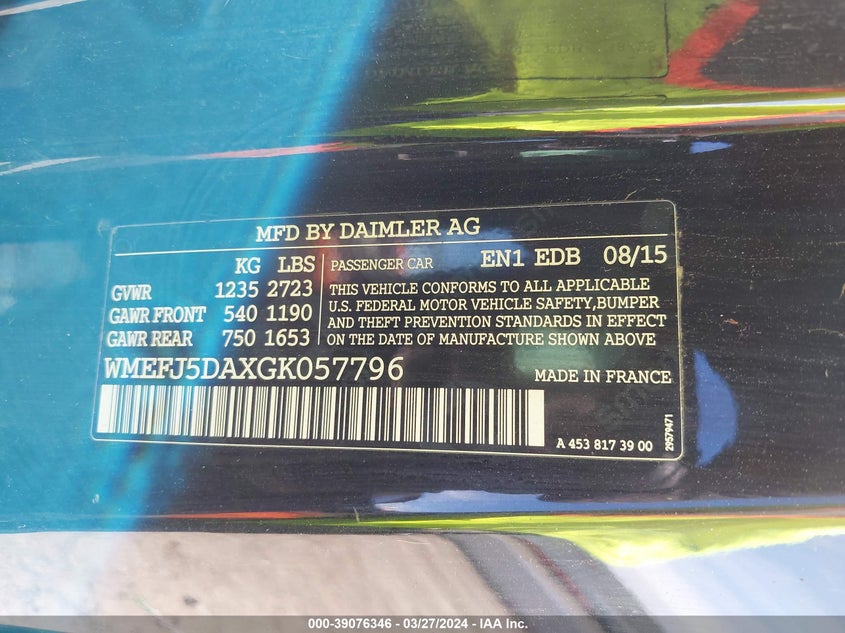 MFD BY DAIMLER AG
KG LBS PASSENGER CAR EN1 EDB 08/15
GVWR 1235 2723
GAWR FRONT 540 1190
GAWR REAR 750 1653
THIS VEHICLE CONFORMS TO ALL APPLICABLE
U.S. FEDERAL MOTOR VEHICLE SAFETY,BUMPER
AND THEFT PREVENTION STANDARDS IN EFFECT
ON THE DATE OF MANUFACTURE SHOWN ABOVE
WMEFJ5DAXGK057796 MADE IN FRANCE
A 453 817 39 00
29579471
000-39076346 - 03/27/2024 - IAA Inc.